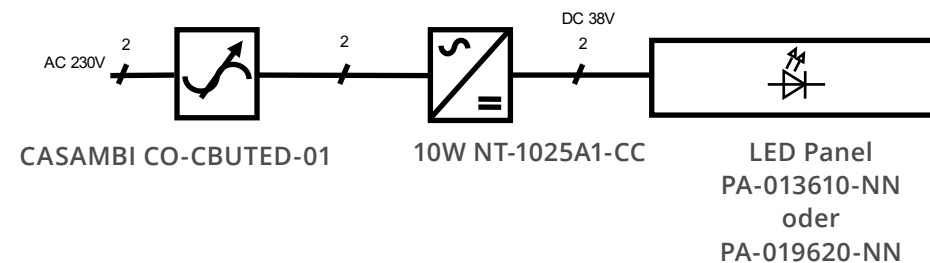 DC 38V
2
2
2
AC 230V
CASAMBI CO-CBUTED-01
10W NT-1025A1-CC
LED Panel
PA-013610-NN
oder
PA-019620-NN